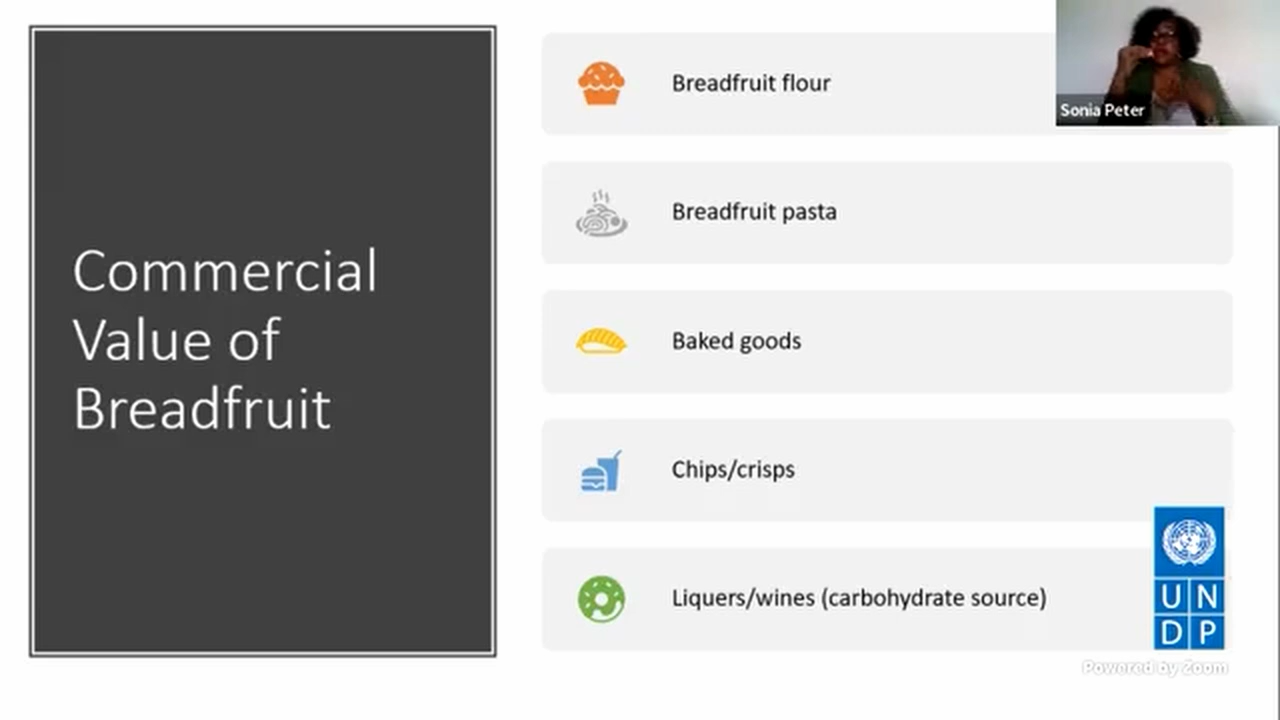 Commercial
Value of
Breadfruit
Breadfruit flour
Breadfruit pasta
Baked goods
Chips/crisps
Liquers/wines (carbohydrate source)
Sonia Peter
U N
D P
Powered by Zoom